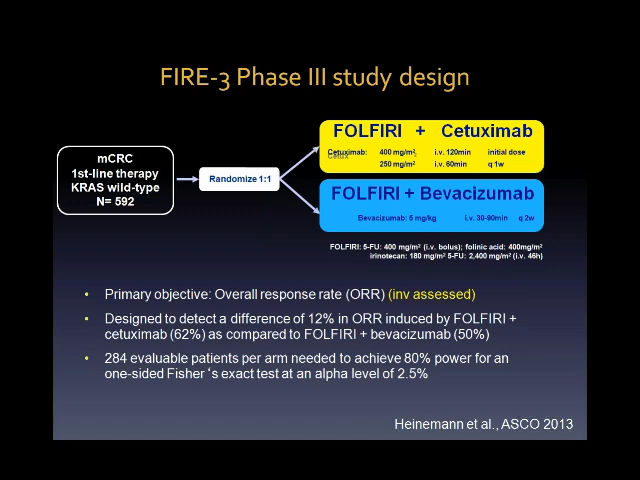 FIRE-3 Phase III study design
mCRC
1st-line therapy
KRAS wild-type
N= 592
Randomize 1:1
FOLFIRI + Cetuximab
Cetuximab: 400 mg/m², i.v. 120min initial dose
Cetux
250 mg/m² i.v. 60min q 1w
FOLFIRI + Bevacizumab
Bevacizumab: 5 mg/kg i.v. 30-90min q 2w
FOLFIRI: 5-FU: 400 mg/m² (i.v. bolus); folinic acid: 400mg/m²
irinotecan: 180 mg/m² 5-FU: 2,400 mg/m² (i.v. 46h)
• Primary objective: Overall response rate (ORR) (inv assessed)
• Designed to detect a difference of 12% in ORR induced by FOLFIRI +
cetuximab (62%) as compared to FOLFIRI + bevacizumab (50%)
• 284 evaluable patients per arm needed to achieve 80% power for an
one-sided Fisher‘s exact test at an alpha level of 2.5%
Heinemann et al., ASCO 2013